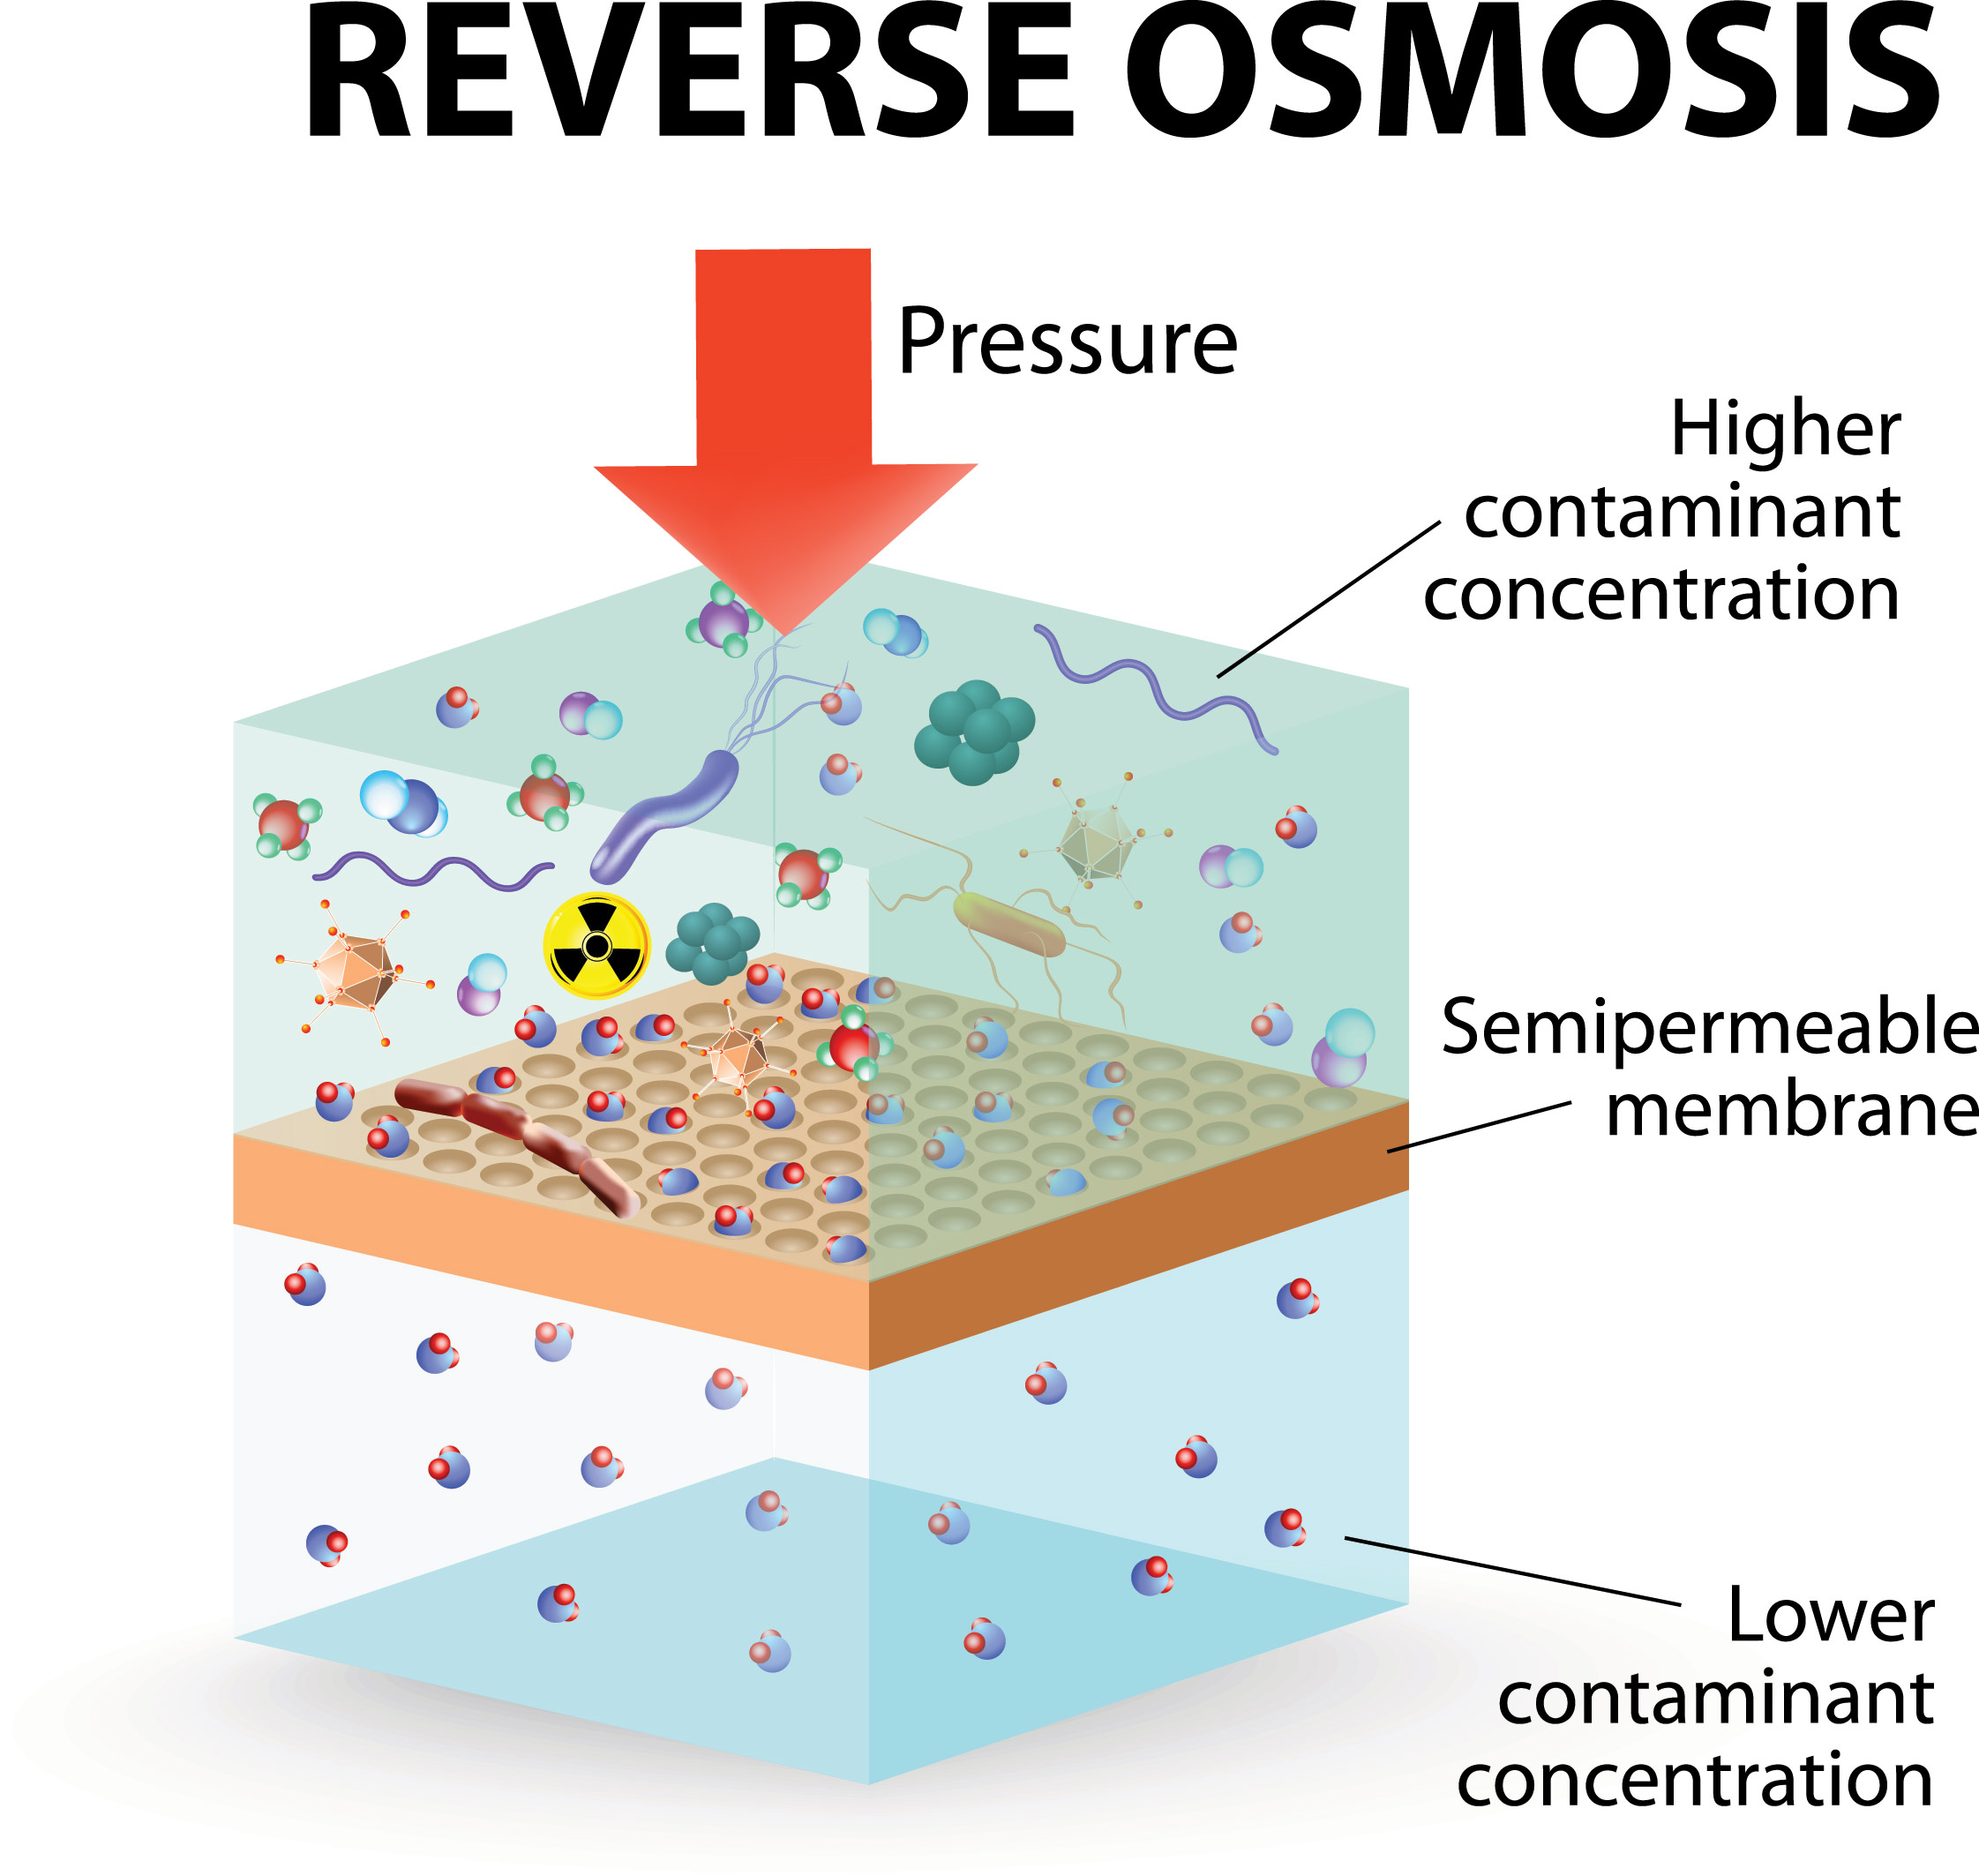 REVERSE OSMOSIS
Pressure
Higher
contaminant
concentration
Semipermeable
membrane
Lower
contaminant
concentration